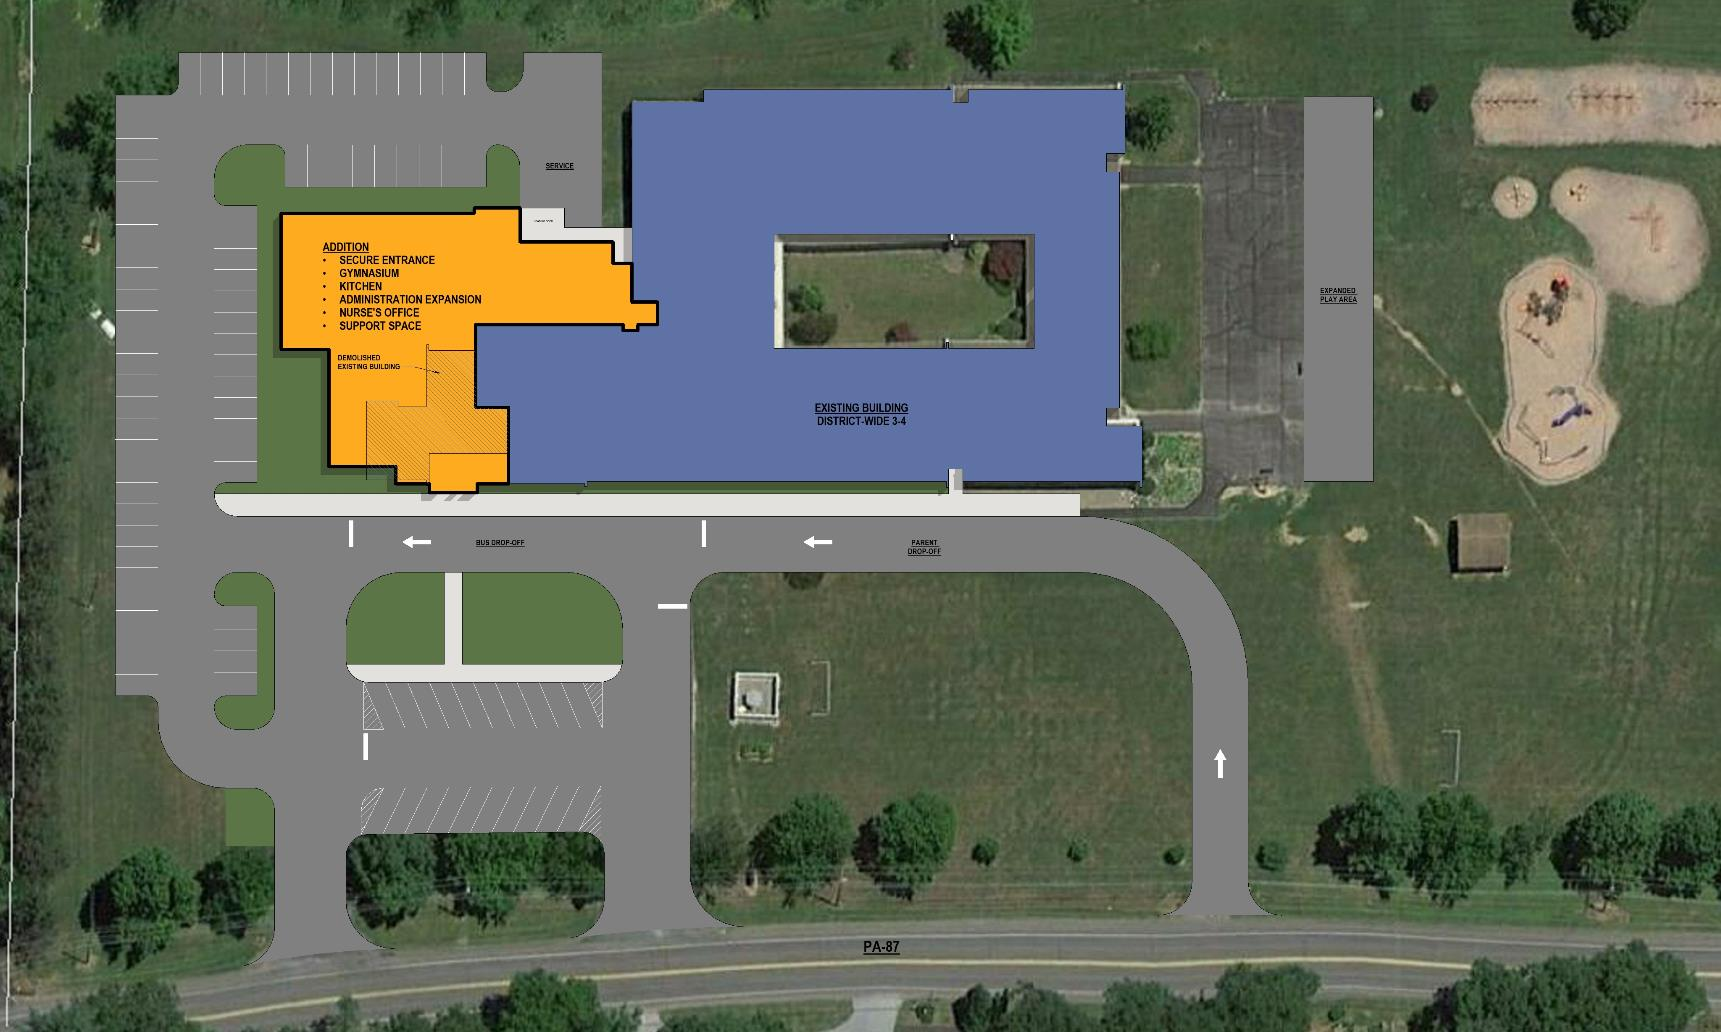 SERVICE
ADDITION
• SECURE ENTRANCE
• GYMNASIUM
• KITCHEN
• ADMINISTRATION EXPANSION
• NURSE'S OFFICE
• SUPPORT SPACE
EXPANDED
PLAY AREA
DEMOLISHED
EXISTING BUILDING
EXISTING BUILDING
DISTRICT-WIDE 3-4
BUS DROP-OFF
PARENT
DROP-OFF
PA-87